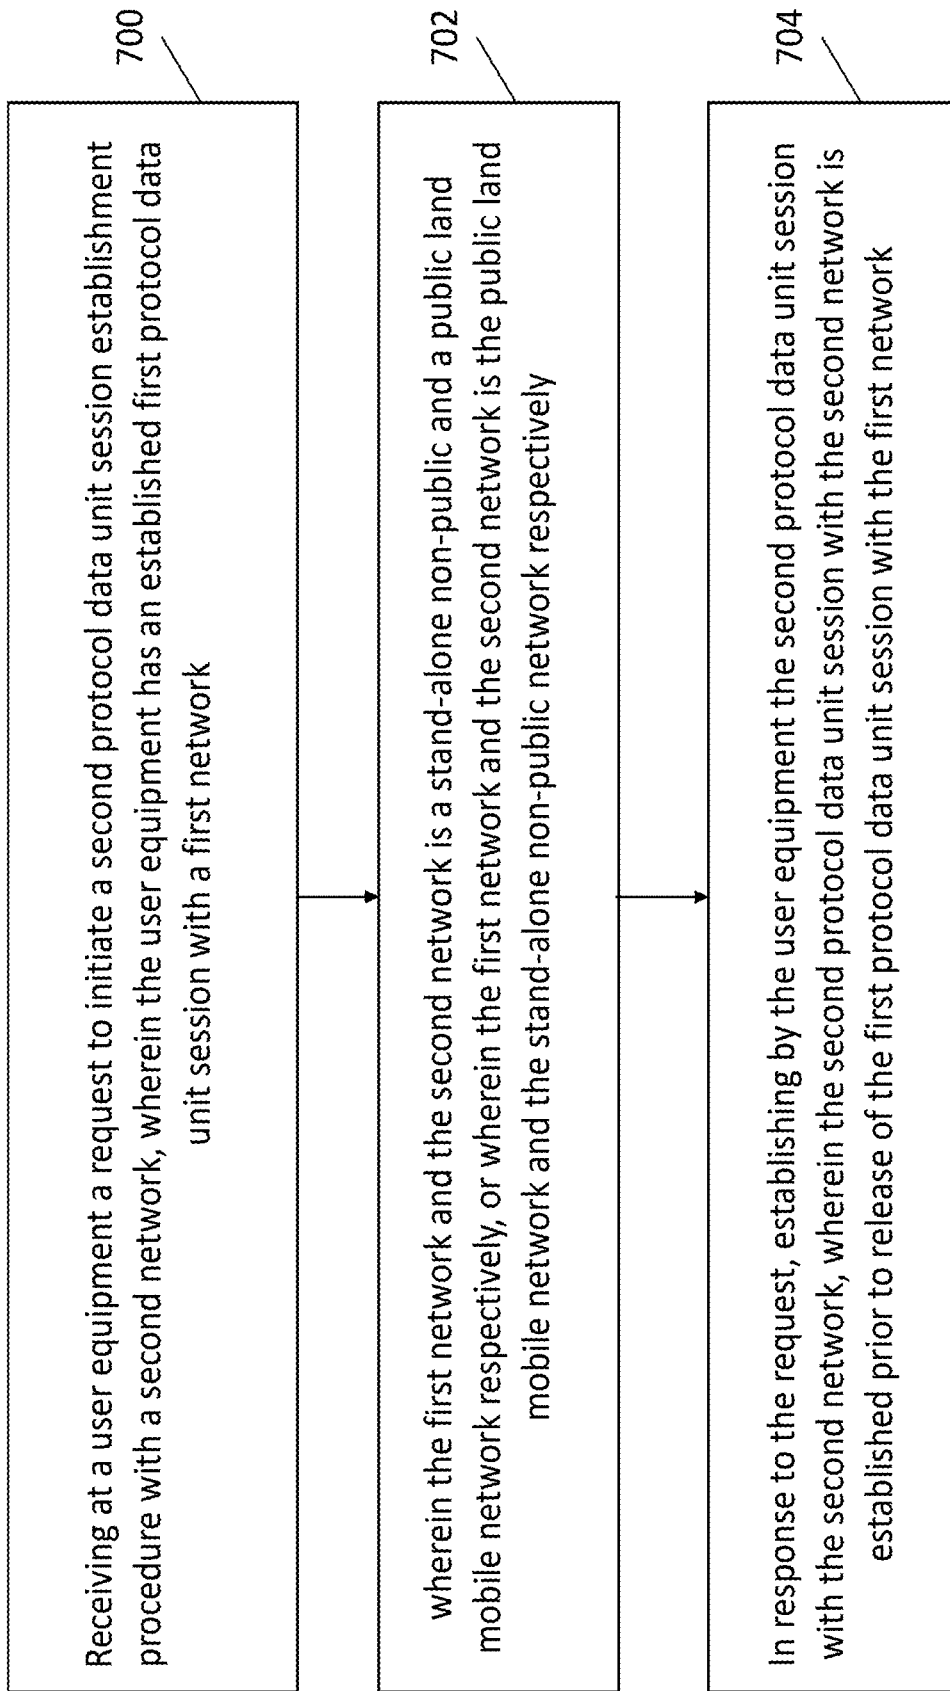 Receiving at a user equipment a request to initiate a second protocol data unit session establishment
procedure with a second network, wherein the user equipment has an established first protocol data
unit session with a first network
700
wherein the first network and the second network is a stand-alone non-public and a public land
mobile network respectively, or wherein the first network and the second network is the public land
mobile network and the stand-alone non-public network respectively
702
In response to the request, establishing by the user equipment the second protocol data unit session
with the second network, wherein the second protocol data unit session with the second network is
established prior to release of the first protocol data unit session with the first network
704